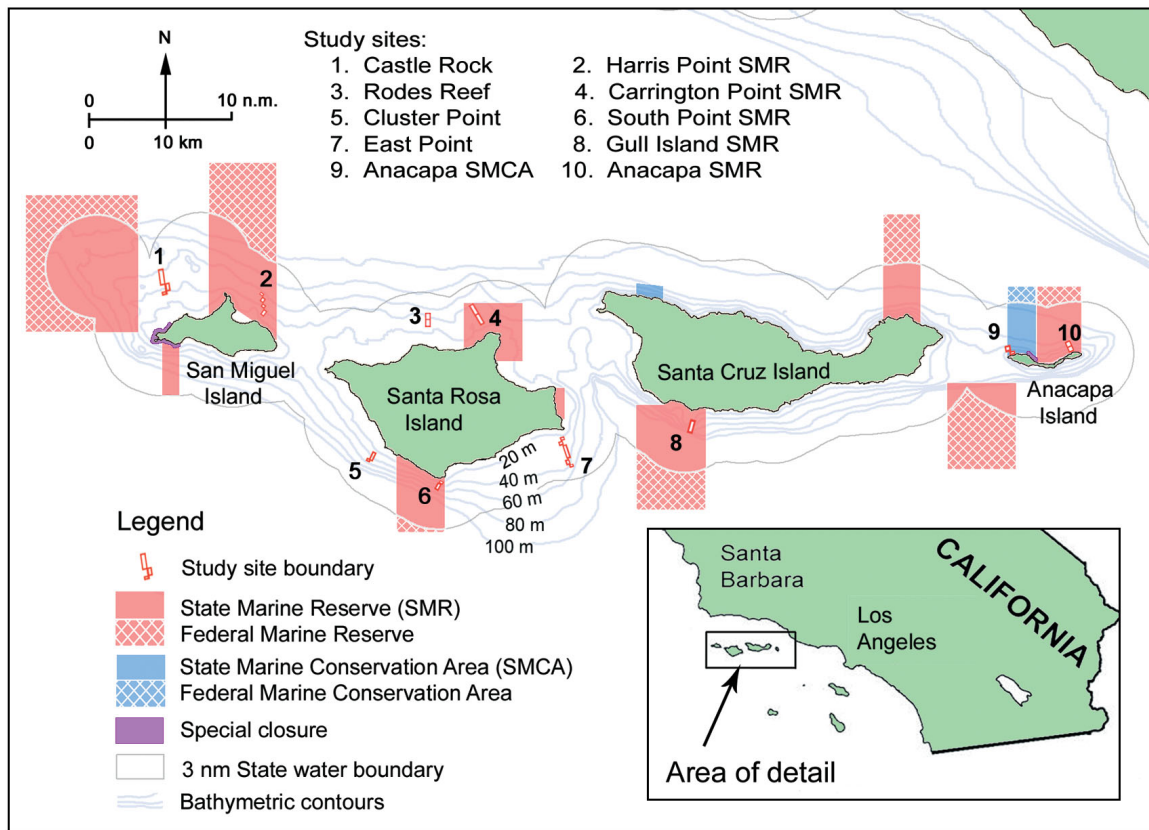 N
0 10 n.m.
0 10 km
Study sites:
1. Castle Rock 2. Harris Point SMR
3. Rodes Reef 4. Carrington Point SMR
5. Cluster Point 6. South Point SMR
7. East Point 8. Gull Island SMR
9. Anacapa SMCA 10. Anacapa SMR
1
2
3
4
9
10
San Miguel
Island
Santa Rosa
Island
Santa Cruz Island
Anacapa
Island
5
6
7
8
20 m
40 m
60 m
80 m
100 m
Legend
Study site boundary
State Marine Reserve (SMR)
Federal Marine Reserve
State Marine Conservation Area (SMCA)
Federal Marine Conservation Area
Special closure
3 nm State water boundary
Bathymetric contours
Santa
Barbara
Los
Angeles
CALIFORNIA
Area of detail